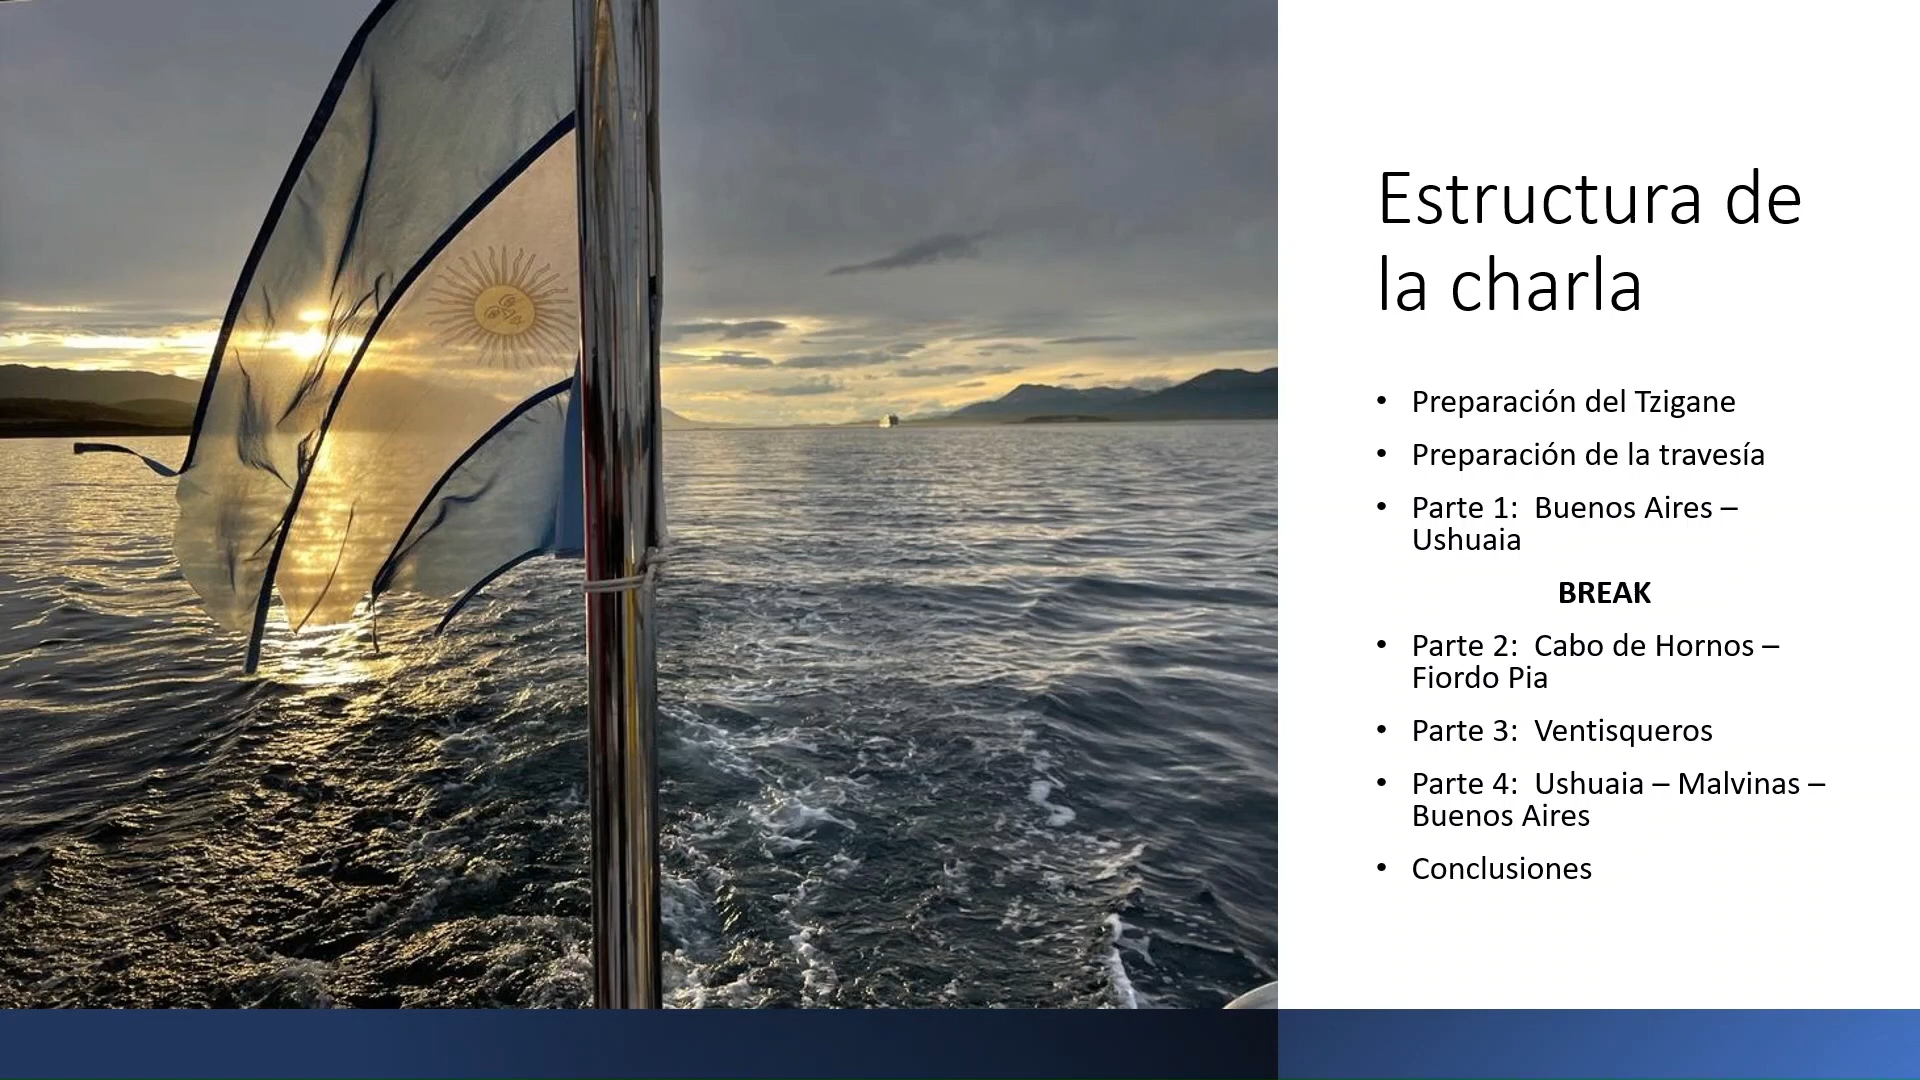 Estructura de
la charla
• Preparación del Tzigane
• Preparación de la travesía
• Parte 1:  Buenos Aires –
Ushuaia
BREAK
• Parte 2:  Cabo de Hornos –
Fiordo Pia
• Parte 3:  Ventisqueros
• Parte 4:  Ushuaia – Malvinas –
Buenos Aires
• Conclusiones